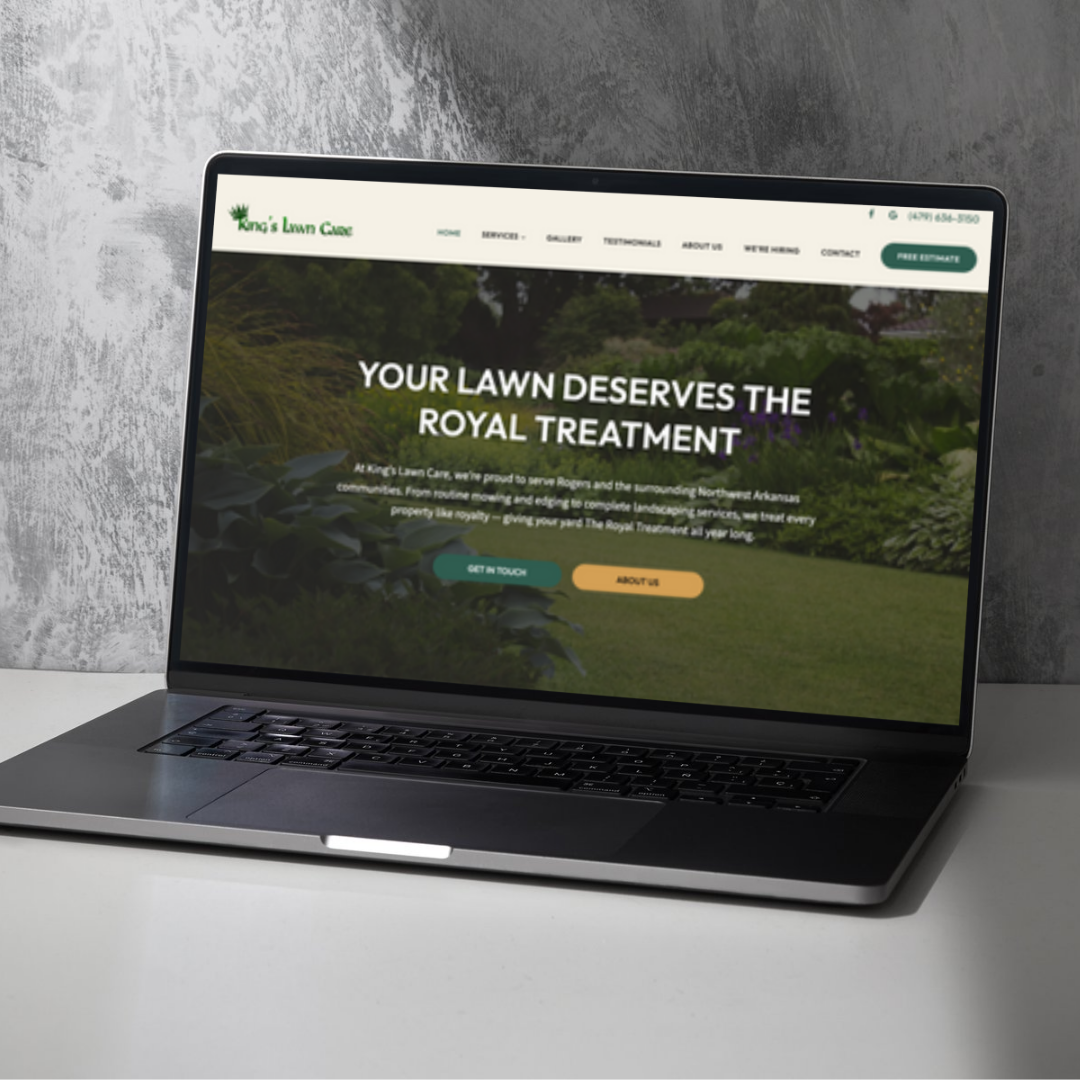 (479) 636-3150
King's Lawn Care
HOME SERVICES GALLERY TESTIMONIALS ABOUT US WE'RE HIRING CONTACT FREE ESTIMATE
YOUR LAWN DESERVES THE
ROYAL TREATMENT
At King's Lawn Care, we're proud to serve Rogers and the surrounding Northwest Arkansas
communities. From routine mowing and edging to complete landscaping services, we treat every
property like royalty — giving your yard The Royal Treatment all year long.
GET IN TOUCH ABOUT US
command option